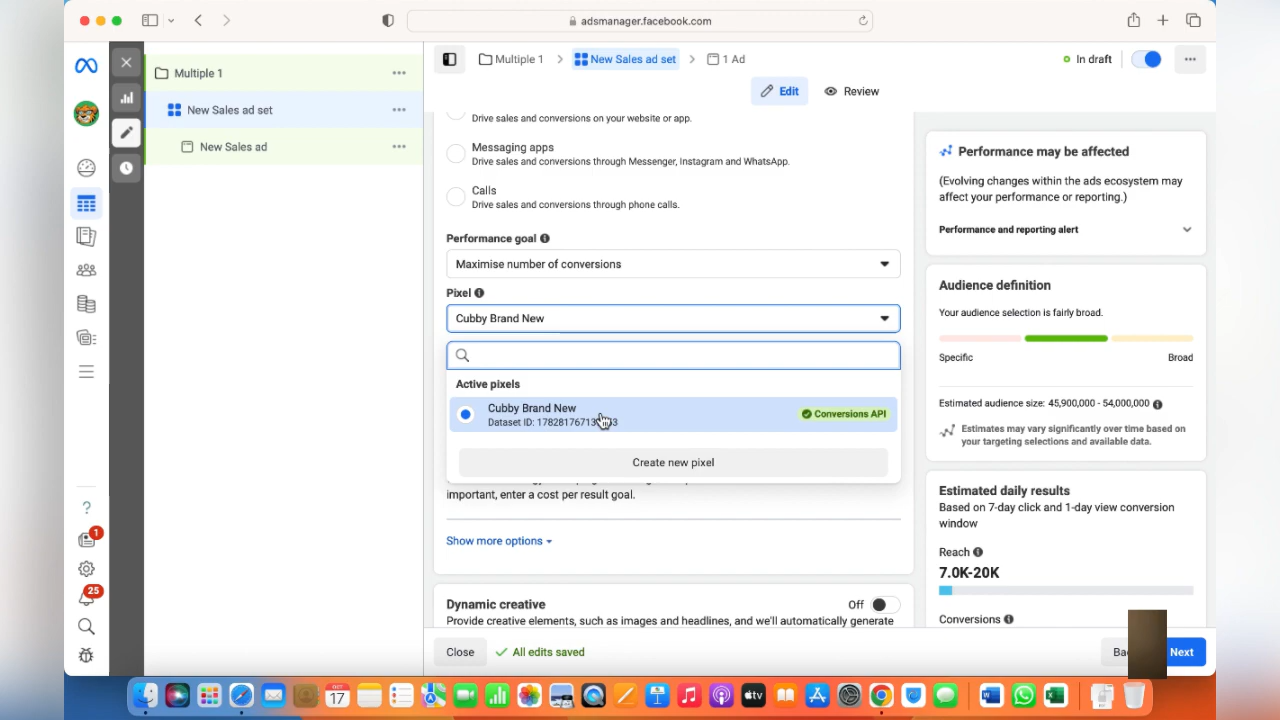 adsmanager.facebook.com
Multiple 1
New Sales ad set
1 Ad
In draft
Edit
Review
Multiple 1
New Sales ad set
New Sales ad
Drive sales and conversions on your website or app.
Messaging apps
Drive sales and conversions through Messenger, Instagram and WhatsApp.
Calls
Drive sales and conversions through phone calls.
Performance goal
Maximise number of conversions
Pixel
Cubby Brand New
Active pixels
Cubby Brand New
Dataset ID:
Conversions API
Create new pixel
important, enter a cost per result goal.
Show more options
Dynamic creative
Off
Provide creative elements, such as images and headlines, and we'll automatically generate
Close
All edits saved
Next
Performance may be affected
(Evolving changes within the ads ecosystem may
affect your performance or reporting.)
Performance and reporting alert
Audience definition
Your audience selection is fairly broad.
Specific
Broad
Estimated audience size: 45,900,000 - 54,000,000
Estimates may vary significantly over time based on
your targeting selections and available data.
Estimated daily results
Based on 7-day click and 1-day view conversion
window
Reach
7.0K-20K
Conversions
1
25
OCT
17
tv